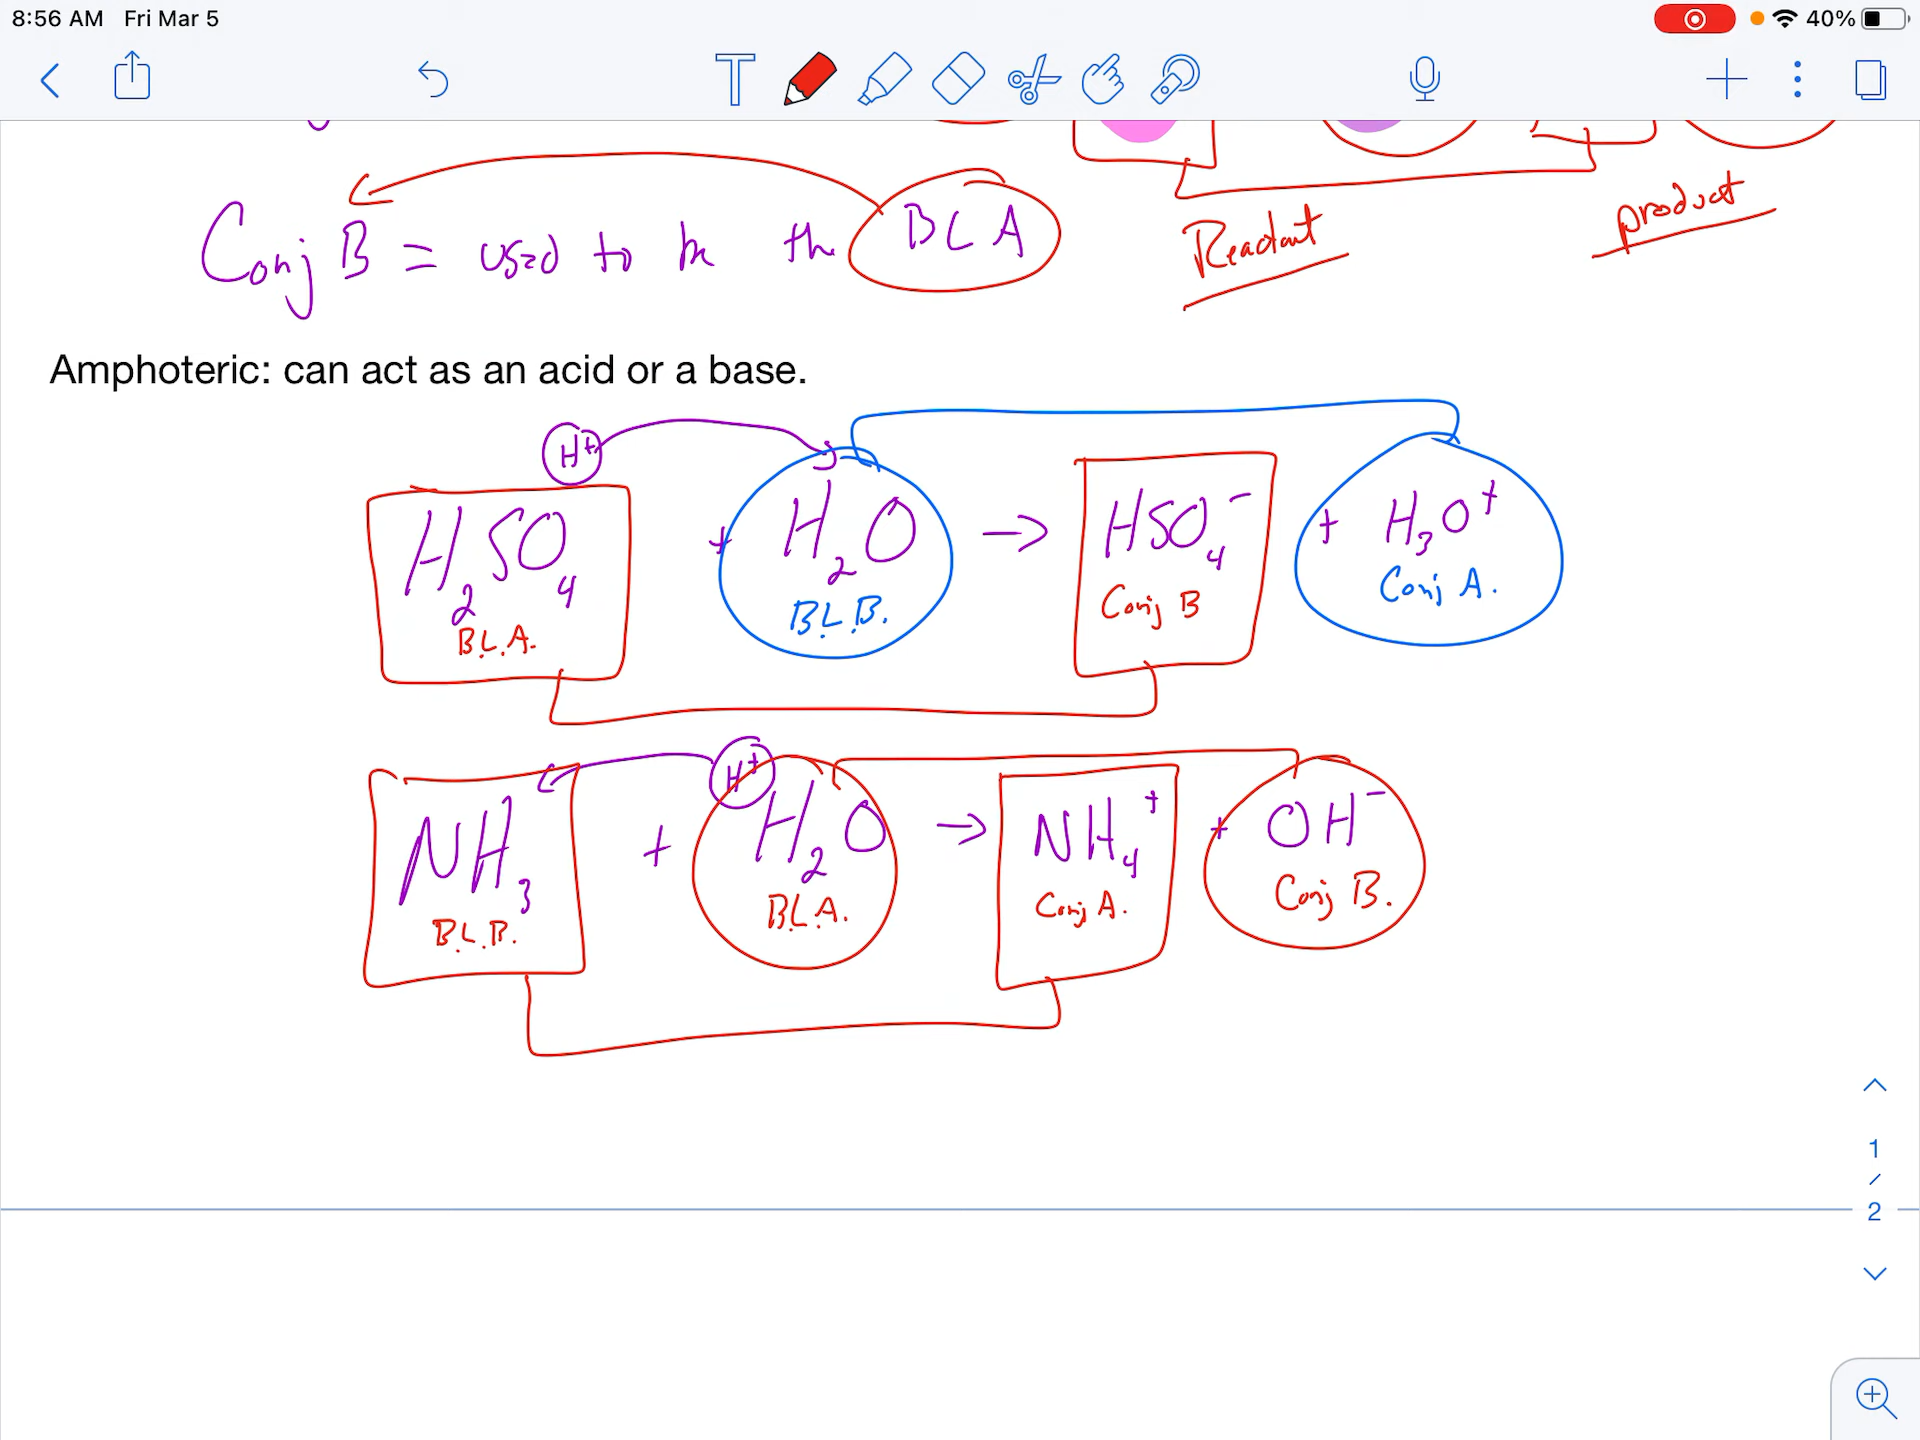 8:56 AM Fri Mar 5
40%
Conj B = used to be the BLA
Reactant
product
Amphoteric: can act as an acid or a base.
H⁺
H₂SO₄ + H₂O → HSO₄⁻ + H₃O⁺
B.L.A. B.L.B. Conj B Conj A.
H⁺
NH₃ + H₂O → NH₄⁺ + OH⁻
B.L.B. B.L.A. Conj A. Conj B.
1
/
2